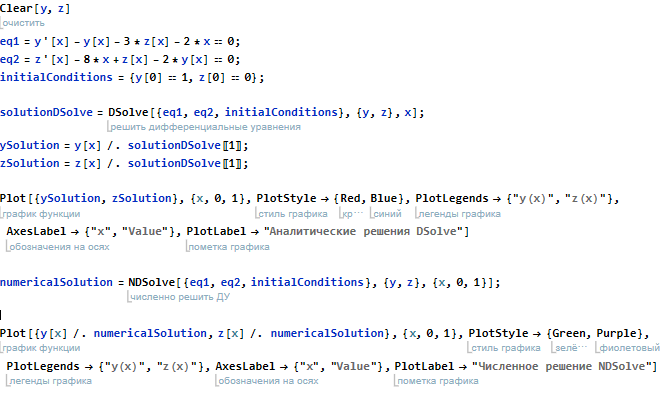 Clear[y, z]
очистить
eq1 = y'[x] - y[x] - 3 * z[x] - 2 * x == 0;
eq2 = z'[x] - 8 * x + z[x] - 2 * y[x] == 0;
initialConditions = {y[0] == 1, z[0] == 0};
solutionDSolve = DSolve[{eq1, eq2, initialConditions}, {y, z}, x];
решить дифференциальные уравнения
ySolution = y[x] /. solutionDSolve[[1]];
zSolution = z[x] /. solutionDSolve[[1]];
Plot[{ySolution, zSolution}, {x, 0, 1}, PlotStyle → {Red, Blue}, PlotLegends → {"y(x)", "z(x)"},
график функции стиль графика кр⋯ синий легенды графика
AxesLabel → {"x", "Value"}, PlotLabel → "Аналитические решения DSolve"]
обозначения на осях пометка графика
numericalSolution = NDSolve[{eq1, eq2, initialConditions}, {y, z}, {x, 0, 1}];
численно решить ДУ
Plot[{y[x] /. numericalSolution, z[x] /. numericalSolution}, {x, 0, 1}, PlotStyle → {Green, Purple},
график функции стиль графика зелё⋯ фиолетовый
PlotLegends → {"y(x)", "z(x)"}, AxesLabel → {"x", "Value"}, PlotLabel → "Численное решение NDSolve"]
легенды графика обозначения на осях пометка графика